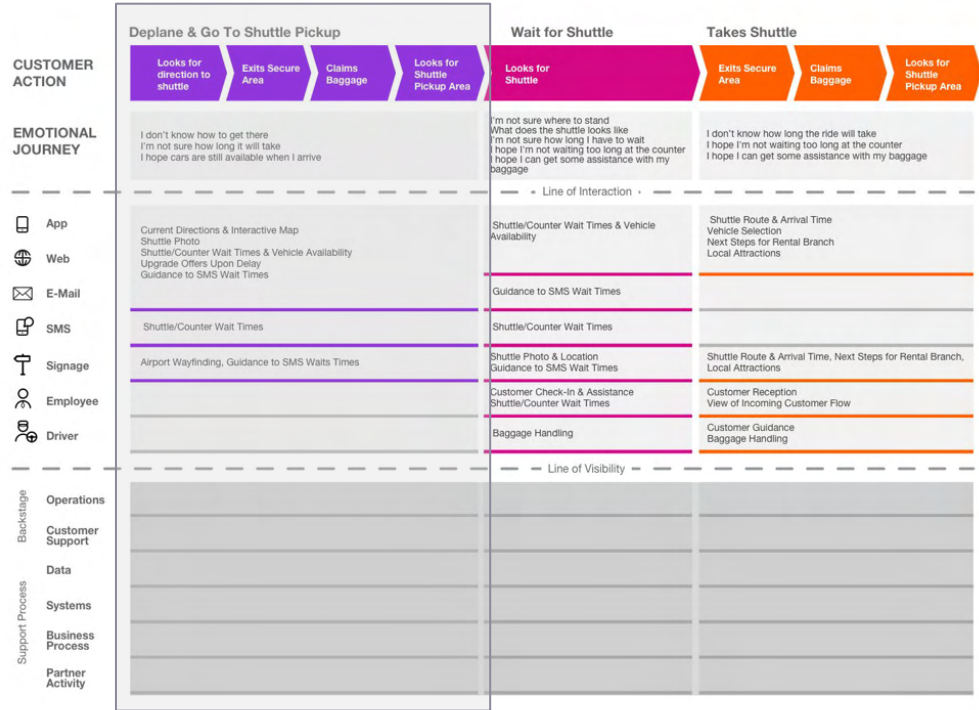 Deplane & Go To Shuttle Pickup
Wait for Shuttle
Takes Shuttle
CUSTOMER
ACTION
Looks for
direction to
shuttle
Exits Secure
Area
Claims
Baggage
Looks for
Shuttle
Pickup Area
Looks for
Shuttle
Exits Secure
Area
Claims
Baggage
Looks for
Shuttle
Pickup Area
EMOTIONAL
JOURNEY
I don't know how to get there
I'm not sure how long it will take
I hope cars are still available when I arrive
I'm not sure where to stand
What does the shuttle looks like
I'm not sure how long I have to wait
I hope I'm not waiting too long at the counter
I hope I can get some assistance with my
baggage
I don't know how long the ride will take
I hope I'm not waiting too long at the counter
I hope I can get some assistance with my baggage
Line of Interaction
App
Web
E-Mail
Current Directions & Interactive Map
Shuttle Photo
Shuttle/Counter Wait Times & Vehicle Availability
Upgrade Offers Upon Delay
Guidance to SMS Wait Times
Shuttle/Counter Wait Times & Vehicle
Availability
Shuttle Route & Arrival Time
Vehicle Selection
Next Steps for Rental Branch
Local Attractions
Guidance to SMS Wait Times
SMS
Shuttle/Counter Wait Times
Shuttle/Counter Wait Times
Signage
Airport Wayfinding, Guidance to SMS Waits Times
Shuttle Photo & Location
Guidance to SMS Wait Times
Shuttle Route & Arrival Time, Next Steps for Rental Branch,
Local Attractions
Employee
Customer Check-In & Assistance
Shuttle/Counter Wait Times
Customer Reception
View of Incoming Customer Flow
Driver
Baggage Handling
Customer Guidance
Baggage Handling
Line of Visibility
Backstage
Operations
Customer
Support
Support Process
Data
Systems
Business
Process
Partner
Activity